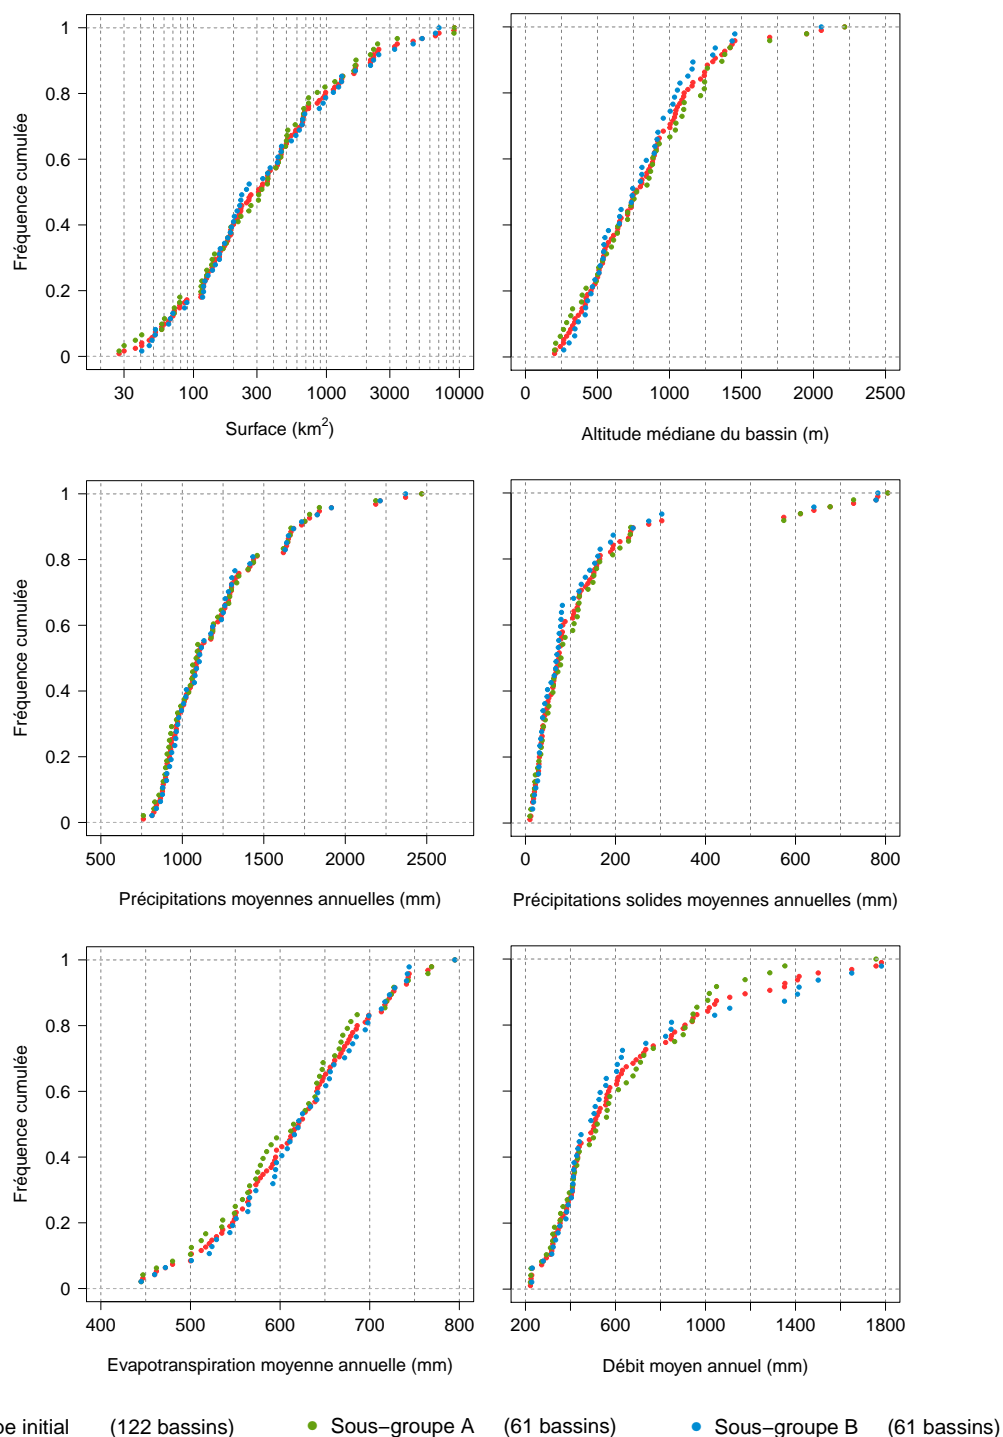 1
0.8
0.6
0.4
0.2
0
Fréquence cumulée
30 100 300 1000 3000 10000
Surface (km2)
0 500 1000 1500 2000 2500
Altitude médiane du bassin (m)
1
0.8
0.6
0.4
0.2
0
Fréquence cumulée
500 1000 1500 2000 2500
Précipitations moyennes annuelles (mm)
0 200 400 600 800
Précipitations solides moyennes annuelles (mm)
1
0.8
0.6
0.4
0.2
0
Fréquence cumulée
400 500 600 700 800
Evapotranspiration moyenne annuelle (mm)
200 600 1000 1400 1800
Débit moyen annuel (mm)
initial (122 bassins) Sous−groupe A (61 bassins) Sous−groupe B (61 bassins)